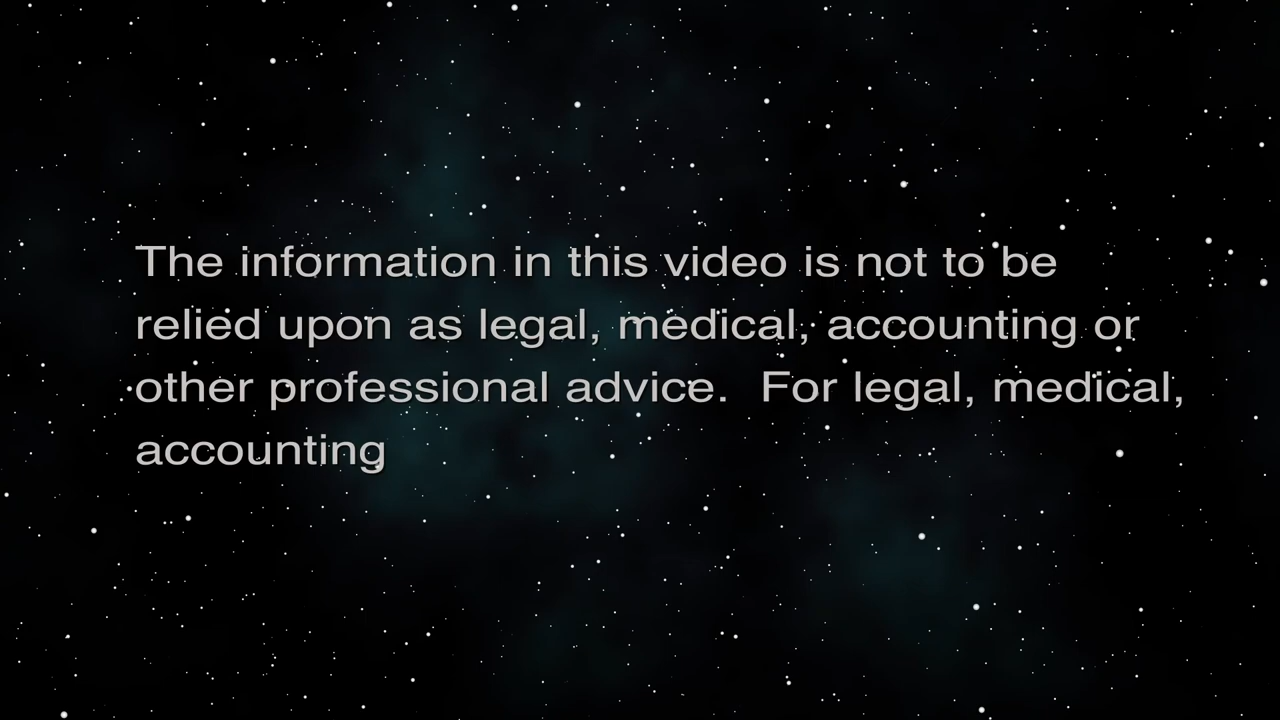 The information in this video is not to be
relied upon as legal, medical, accounting or
other professional advice.  For legal, medical,
accounting